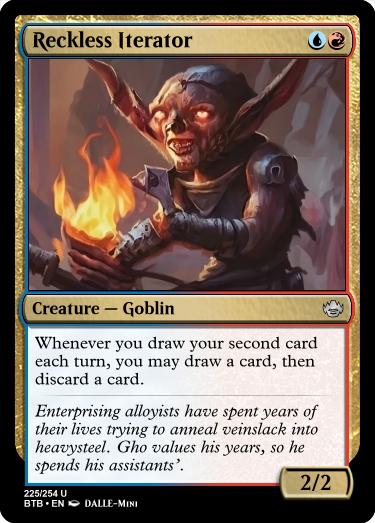 Reckless Iterator
Creature — Goblin
Whenever you draw your second card
each turn, you may draw a card, then
discard a card.
Enterprising alloyists have spent years
of their lives trying to anneal veinslack into
heavysteel. Gho values his years, so he
spends his assistants’.
2/2
225/254 U
BTB • EN DALLE-Mini